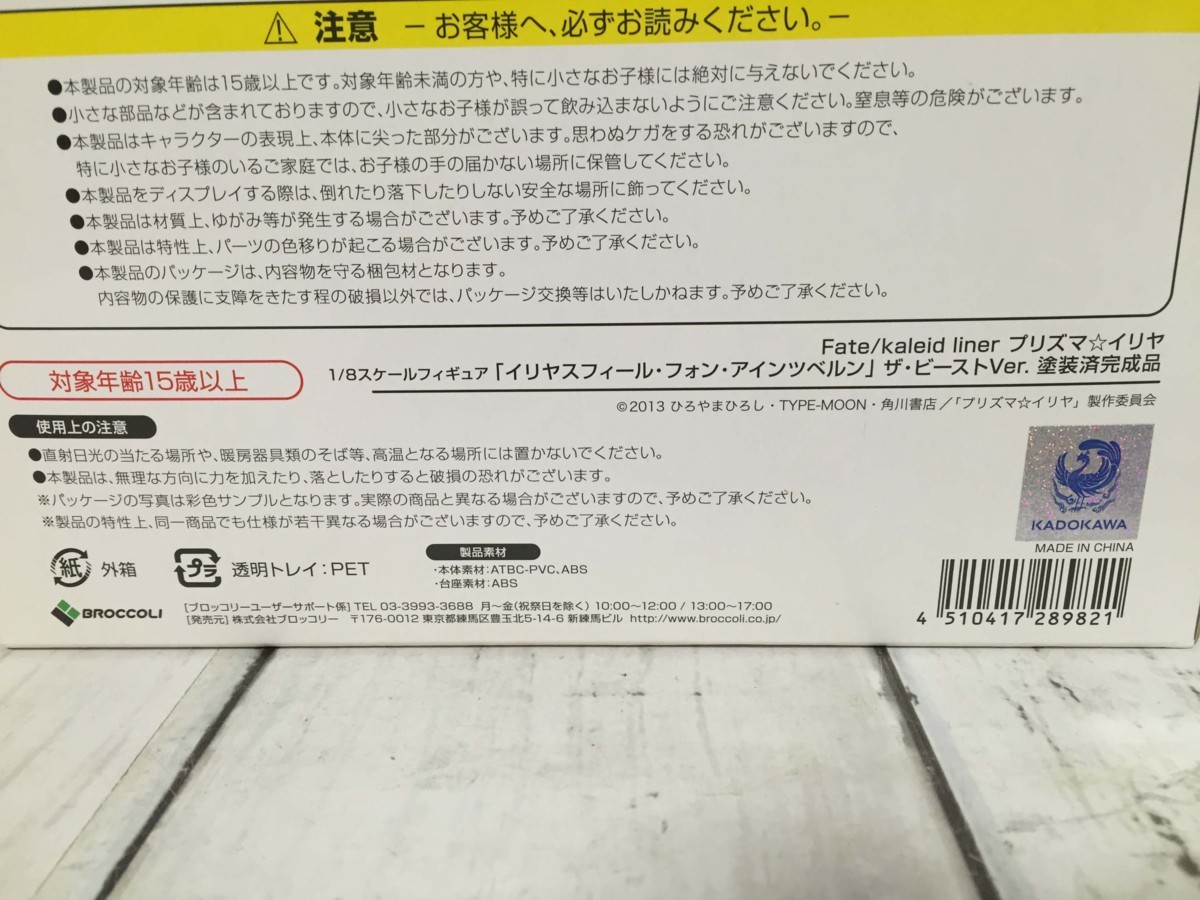 ⚠ 注意 －お客様へ、必ずお読みください。－
●本製品の対象年齢は15歳以上です。対象年齢未満の方や、特に小さなお子様には絶対に与えないでください。
●小さな部品などが含まれておりますので、小さなお子様が誤って飲み込まないようにご注意ください。窒息等の危険がございます。
●本製品はキャラクターの表現上、本体に尖った部分がございます。思わぬケガをする恐れがございますので、
特に小さなお子様のいるご家庭では、お子様の手の届かない場所に保管してください。
●本製品をディスプレイする際は、倒れたり落下したりしない安全な場所に飾ってください。
●本製品は材質上、ゆがみ等が発生する場合がございます。予めご了承ください。
●本製品は特性上、パーツの色移りが起こる場合がございます。予めご了承ください。
●本製品のパッケージは、内容物を守る梱包材となります。
内容物の保護に支障をきたす程の破損以外では、パッケージ交換等はいたしかねます。予めご了承ください。
Fate/kaleid liner プリズマ☆イリヤ
対象年齢15歳以上
1/8スケールフィギュア「イリヤスフィール・フォン・アインツベルン」ザ・ビーストVer. 塗装済完成品
©2013 ひろやまひろし・TYPE-MOON・角川書店／「プリズマ☆イリヤ」製作委員会
使用上の注意
●直射日光の当たる場所や、暖房器具類のそば等、高温となる場所には置かないでください。
●本製品は、無理な方向に力を加えたり、落としたりすると破損の恐れがございます。
※パッケージの写真は彩色サンプルとなります。実際の商品と異なる場合がございますので、予めご了承ください。
※製品の特性上、同一商品でも仕様が若干異なる場合がございますので、予めご了承ください。
KADOKAWA
MADE IN CHINA
紙 外箱 プラ 透明トレイ：PET
製品素材
・本体素材：ATBC-PVC、ABS
・台座素材：ABS
BROCCOLI
[ブロッコリーユーザーサポート係] TEL 03-3993-3688 月～金(祝祭日を除く) 10:00～12:00 / 13:00～17:00
[発売元] 株式会社ブロッコリー 〒176-0012 東京都練馬区豊玉北5-14-6 新練馬ビル http://www.broccoli.co.jp/
4 510417 289821